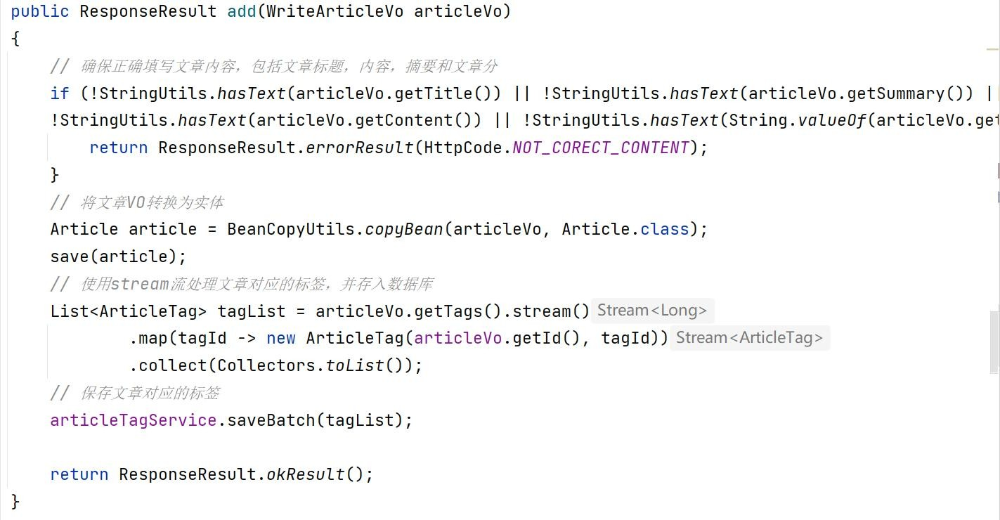 public ResponseResult add(WriteArticleVo articleVo)
{
// 确保正确填写文章内容，包括文章标题，内容，摘要和文章分
if (!StringUtils.hasText(articleVo.getTitle()) || !StringUtils.hasText(articleVo.getSummary()) |
!StringUtils.hasText(articleVo.getContent()) || !StringUtils.hasText(String.valueOf(articleVo.get
return ResponseResult.errorResult(HttpCode.NOT_CORECT_CONTENT);
}
// 将文章VO转换为实体
Article article = BeanCopyUtils.copyBean(articleVo, Article.class);
save(article);
// 使用stream流处理文章对应的标签，并存入数据库
List<ArticleTag> tagList = articleVo.getTags().stream() Stream<Long>
.map(tagId -> new ArticleTag(articleVo.getId(), tagId)) Stream<ArticleTag>
.collect(Collectors.toList());
// 保存文章对应的标签
articleTagService.saveBatch(tagList);
return ResponseResult.okResult();
}